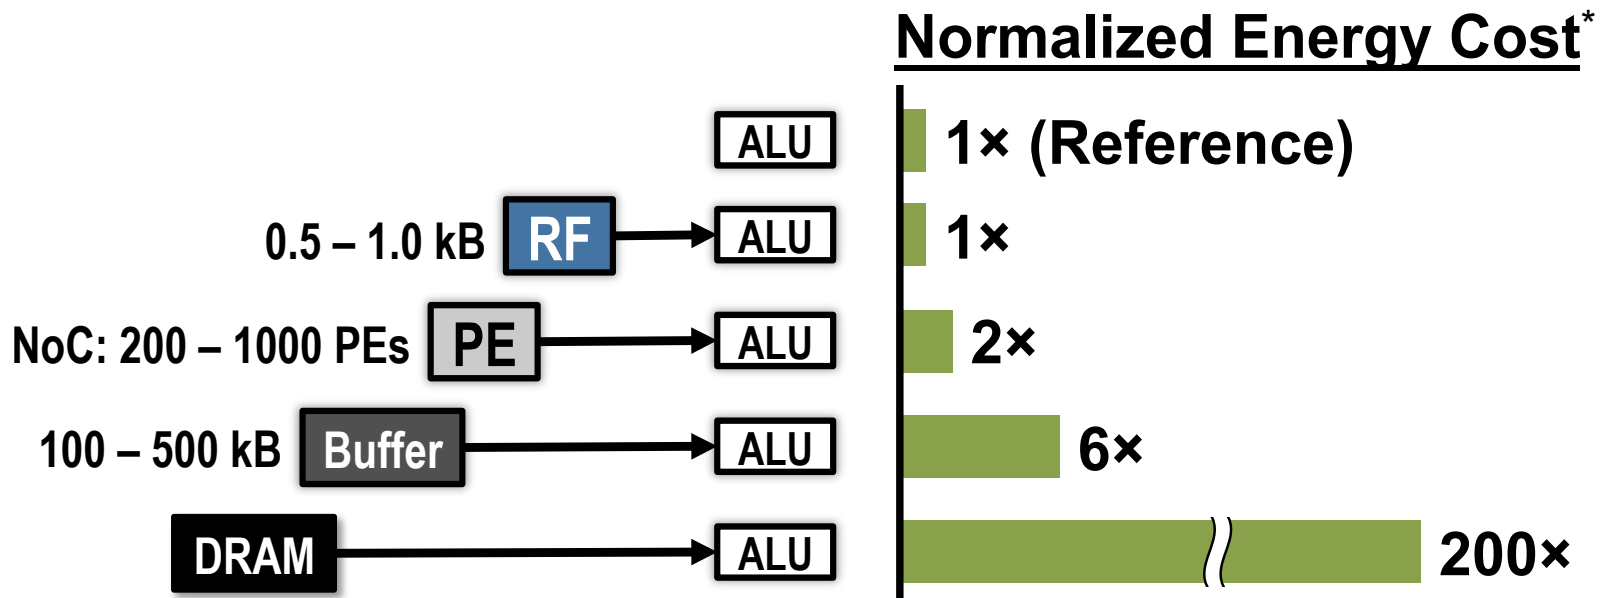 Normalized Energy Cost*
ALU 1× (Reference)
0.5 – 1.0 kB RF ALU 1×
NoC: 200 – 1000 PEs PE ALU 2×
100 – 500 kB Buffer ALU 6×
DRAM ALU 200×